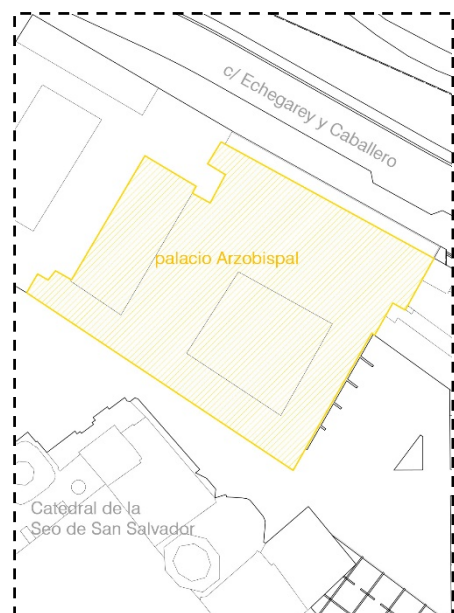 c/ Echegarey y Caballero
palacio Arzobispal
Catedral de la
Seo de San Salvador